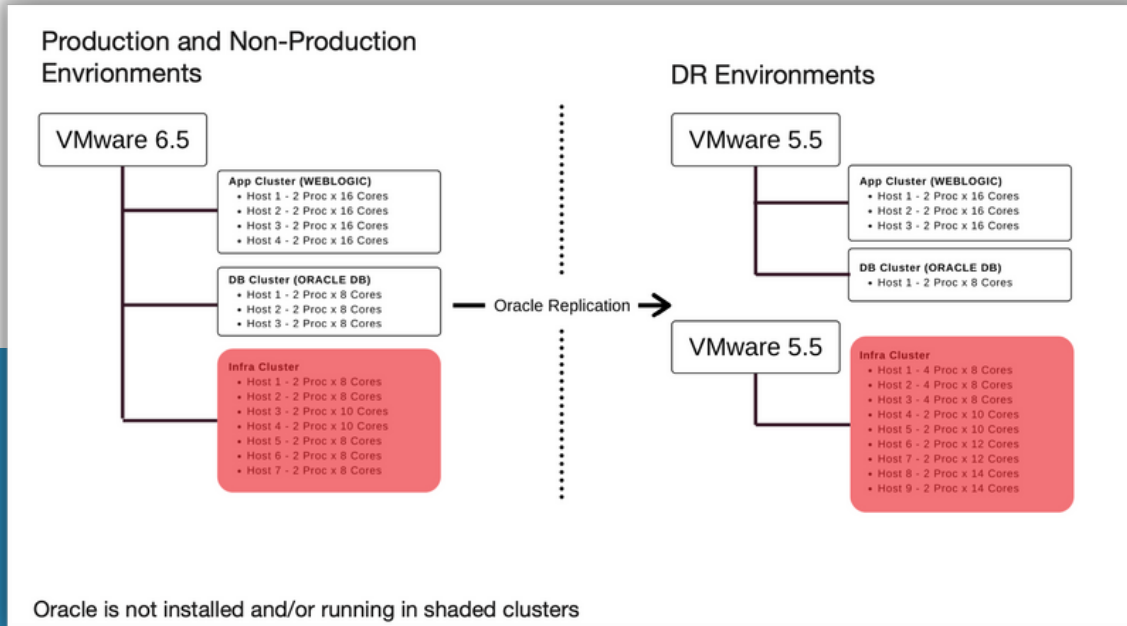 Production and Non-Production
Envrionments
VMware 6.5
App Cluster (WEBLOGIC)
• Host 1 - 2 Proc x 16 Cores
• Host 2 - 2 Proc x 16 Cores
• Host 3 - 2 Proc x 16 Cores
• Host 4 - 2 Proc x 16 Cores
DB Cluster (ORACLE DB)
• Host 1 - 2 Proc x 8 Cores
• Host 2 - 2 Proc x 8 Cores
• Host 3 - 2 Proc x 8 Cores
Infra Cluster
• Host 1 - 2 Proc x 8 Cores
• Host 2 - 2 Proc x 8 Cores
• Host 3 - 2 Proc x 10 Cores
• Host 4 - 2 Proc x 10 Cores
• Host 5 - 2 Proc x 8 Cores
• Host 6 - 2 Proc x 8 Cores
• Host 7 - 2 Proc x 8 Cores
Oracle Replication
DR Environments
VMware 5.5
App Cluster (WEBLOGIC)
• Host 1 - 2 Proc x 16 Cores
• Host 2 - 2 Proc x 16 Cores
• Host 3 - 2 Proc x 16 Cores
DB Cluster (ORACLE DB)
• Host 1 - 2 Proc x 8 Cores
VMware 5.5
Infra Cluster
• Host 1 - 4 Proc x 8 Cores
• Host 2 - 4 Proc x 8 Cores
• Host 3 - 4 Proc x 8 Cores
• Host 4 - 2 Proc x 10 Cores
• Host 5 - 2 Proc x 10 Cores
• Host 6 - 2 Proc x 12 Cores
• Host 7 - 2 Proc x 12 Cores
• Host 8 - 2 Proc x 14 Cores
• Host 9 - 2 Proc x 14 Cores
Oracle is not installed and/or running in shaded clusters